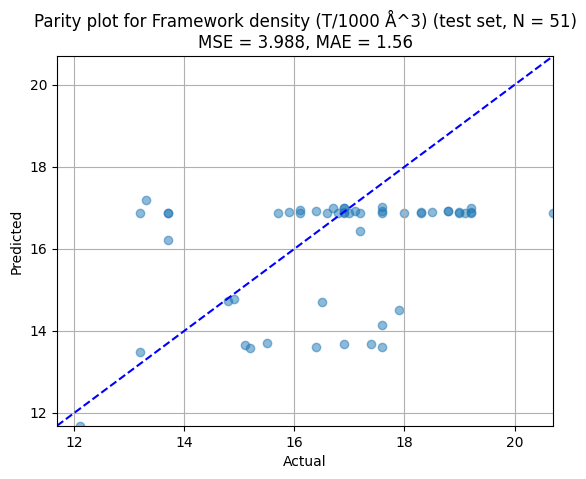 Parity plot for Framework density (T/1000 Å^3) (test set, N = 51)
MSE = 3.988, MAE = 1.56
20
18
16
14
12
Predicted
12
14
16
18
20
Actual